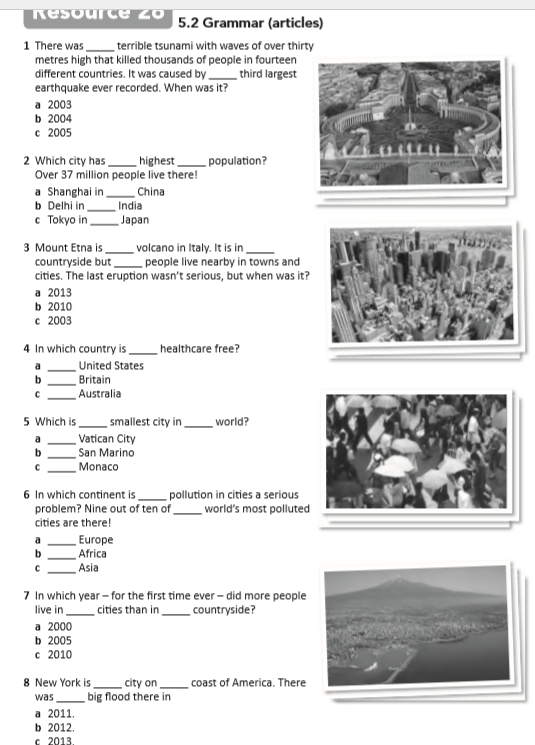 Resource 28
5.2 Grammar (articles)
1 There was _____ terrible tsunami with waves of over thirty
metres high that killed thousands of people in fourteen
different countries. It was caused by _____ third largest
earthquake ever recorded. When was it?
a 2003
b 2004
c 2005
2 Which city has _____ highest _____ population?
Over 37 million people live there!
a Shanghai in _____ China
b Delhi in _____ India
c Tokyo in _____ Japan
3 Mount Etna is _____ volcano in Italy. It is in _____
countryside but _____ people live nearby in towns and
cities. The last eruption wasn't serious, but when was it?
a 2013
b 2010
c 2003
4 In which country is _____ healthcare free?
a _____ United States
b _____ Britain
c _____ Australia
5 Which is _____ smallest city in _____ world?
a _____ Vatican City
b _____ San Marino
c _____ Monaco
6 In which continent is _____ pollution in cities a serious
problem? Nine out of ten of _____ world's most polluted
cities are there!
a _____ Europe
b _____ Africa
c _____ Asia
7 In which year – for the first time ever – did more people
live in _____ cities than in _____ countryside?
a 2000
b 2005
c 2010
8 New York is _____ city on _____ coast of America. There
was _____ big flood there in
a 2011.
b 2012.
c 2013.